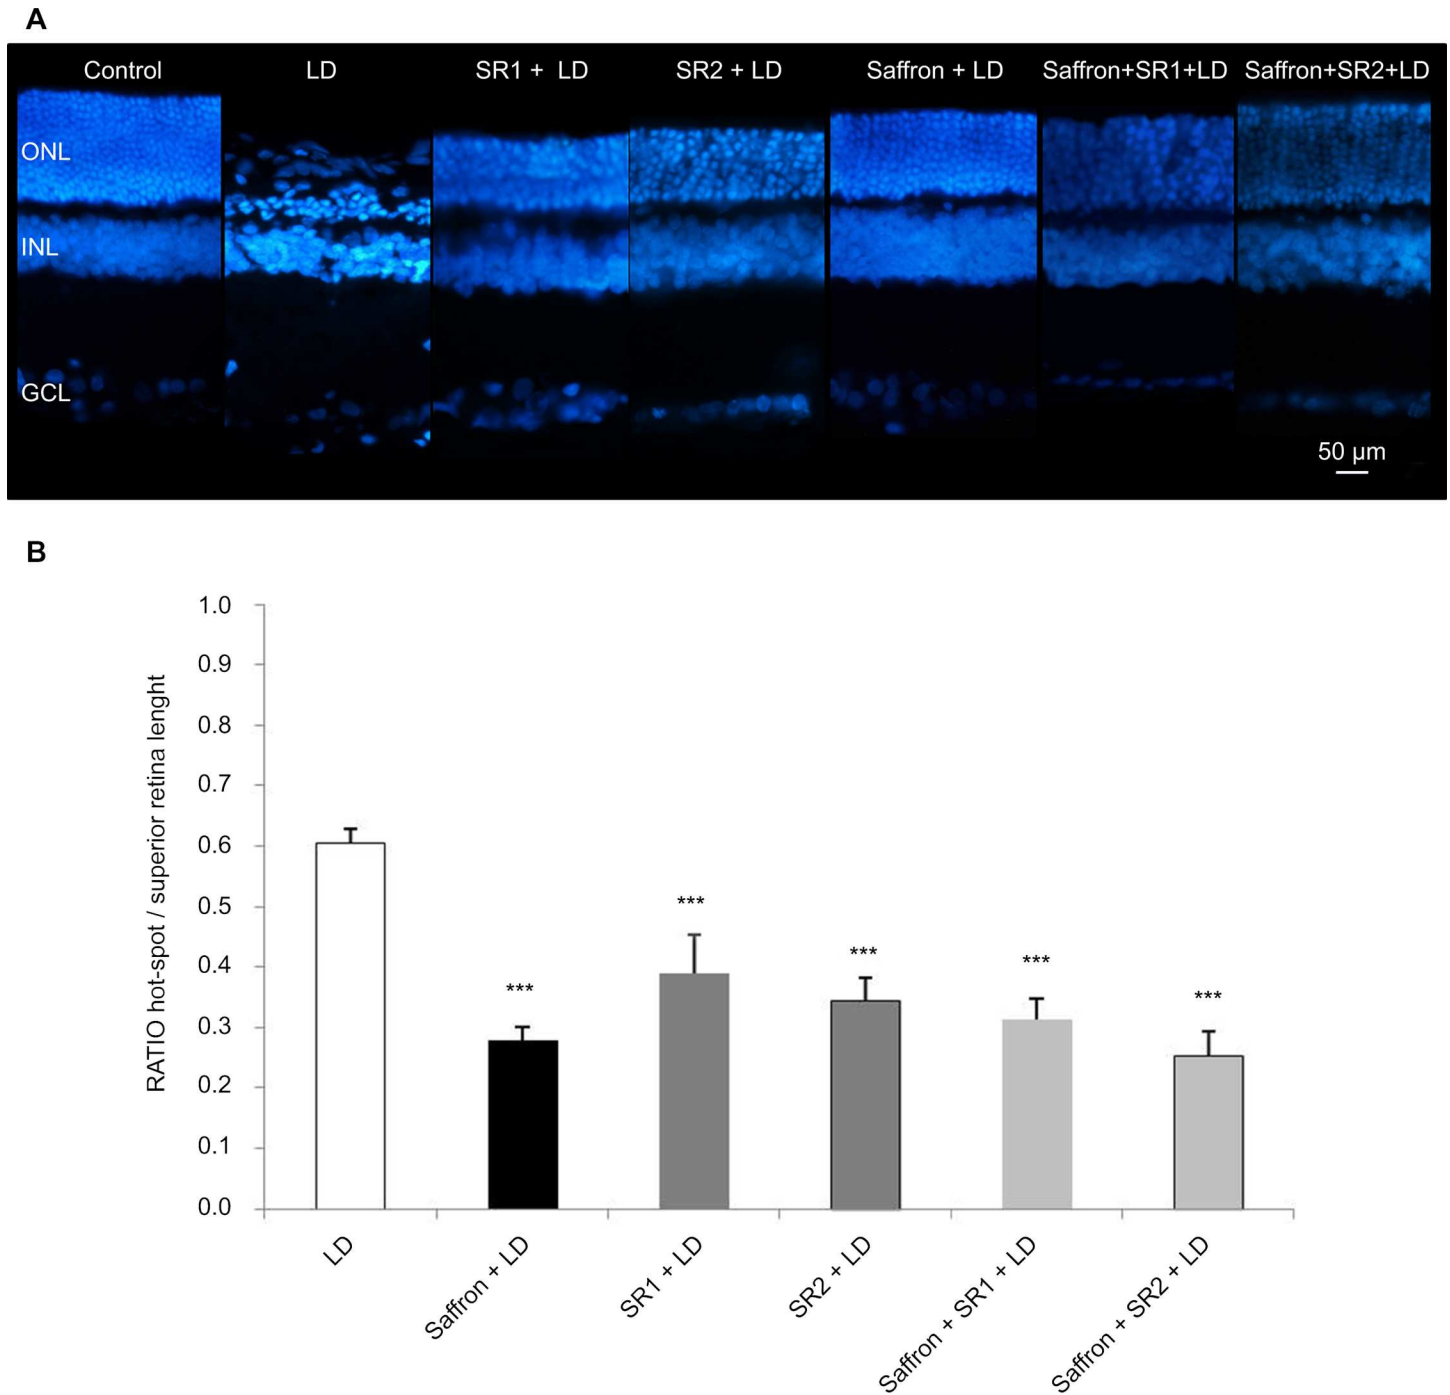 A
Control LD SR1 + LD SR2 + LD Saffron + LD Saffron+SR1+LD Saffron+SR2+LD
ONL
INL
GCL
50 µm
B
RATIO hot-spot / superior retina lenght
1.0
0.9
0.8
0.7
0.6
0.5
0.4
0.3
0.2
0.1
0.0
***
***
***
***
***
LD
Saffron + LD
SR1 + LD
SR2 + LD
Saffron + SR1 + LD
Saffron + SR2 + LD